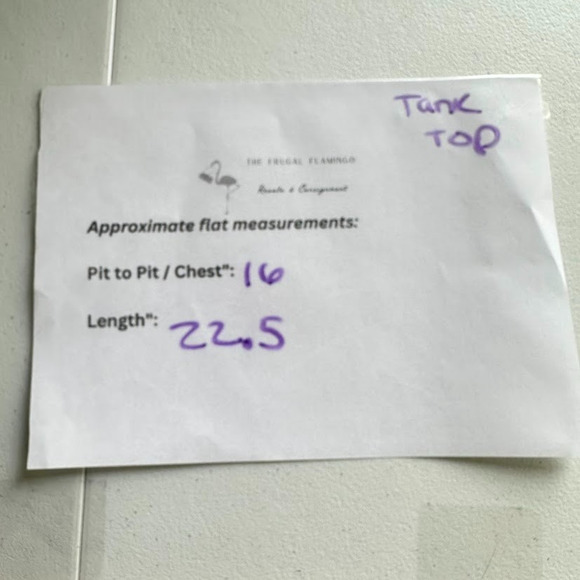 Tank
TOP
THE FRUGAL FLAMINGO
Resale & Consignment
Approximate flat measurements:
Pit to Pit / Chest": 16
Length": 22.5